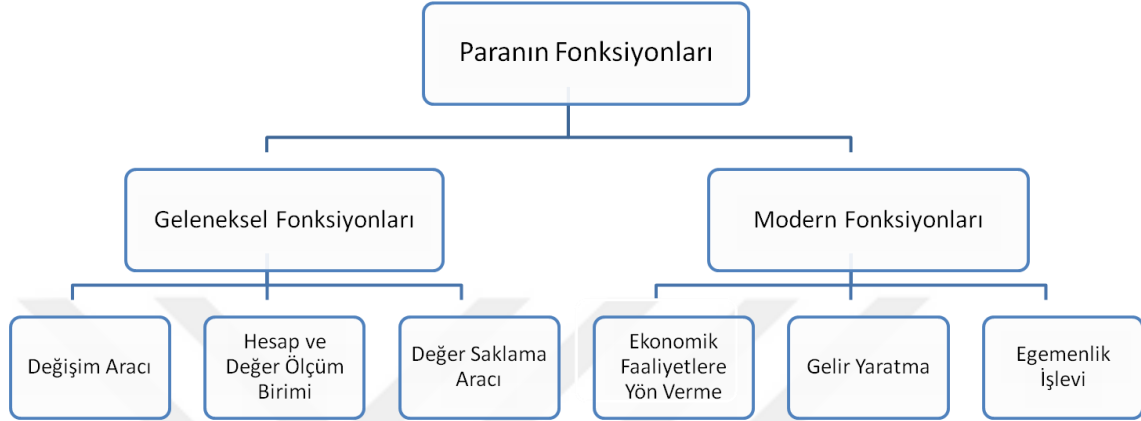 Paranın Fonksiyonları
Geleneksel Fonksiyonları
Modern Fonksiyonları
Değişim Aracı
Hesap ve
Değer Ölçüm
Birimi
Değer Saklama
Aracı
Ekonomik
Faaliyetlere
Yön Verme
Gelir Yaratma
Egemenlik
İşlevi